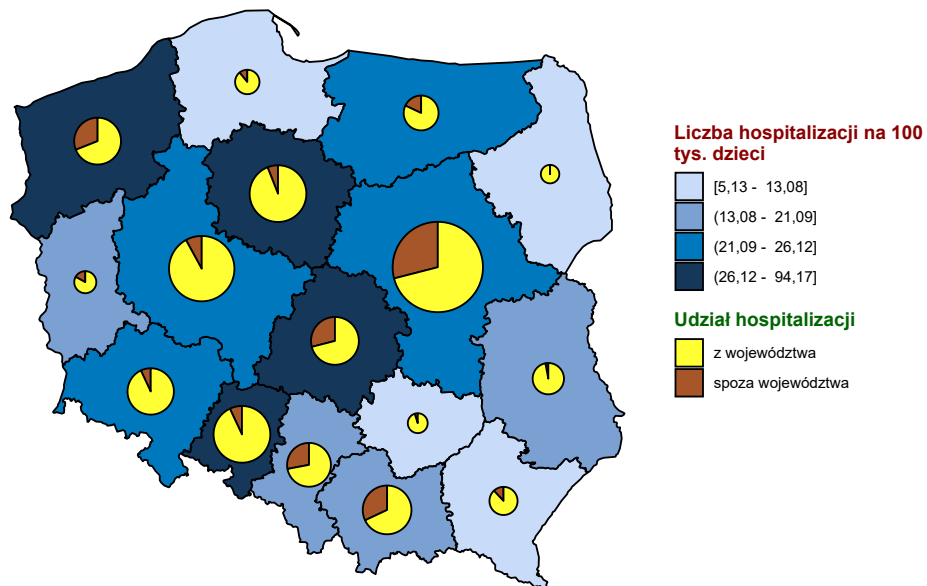 Liczba hospitalizacji na 100
tys. dzieci
[5,13 - 13,08]
(13,08 - 21,09]
(21,09 - 26,12]
(26,12 - 94,17]
Udział hospitalizacji
z województwa
spoza województwa